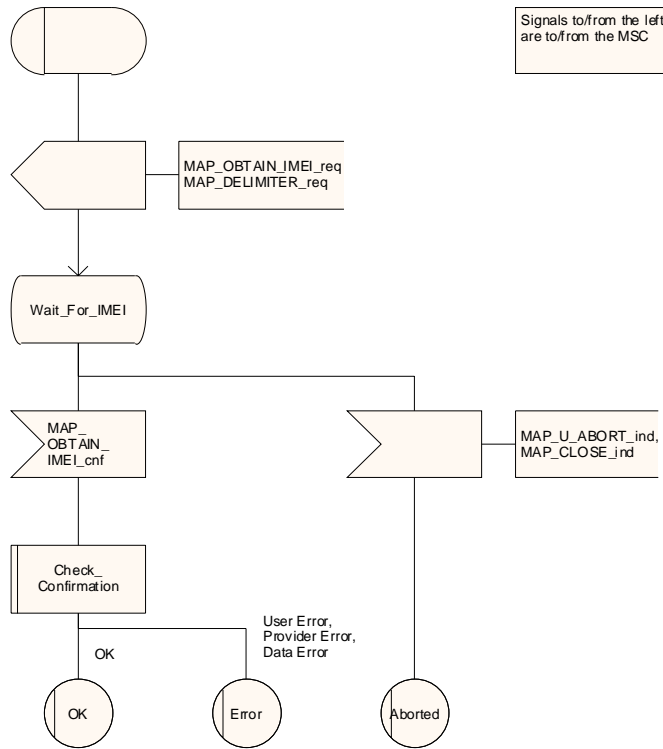 Signals to/from the left
are to/from the MSC
MAP_OBTAIN_IMEI_req
MAP_DELIMITER_req
Wait_For_IMEI
MAP_
OBTAIN_
IMEI_cnf
MAP_U_ABORT_ind,
MAP_CLOSE_ind
Check_
Confirmation
User Error,
Provider Error,
Data Error
OK
OK
Error
Aborted